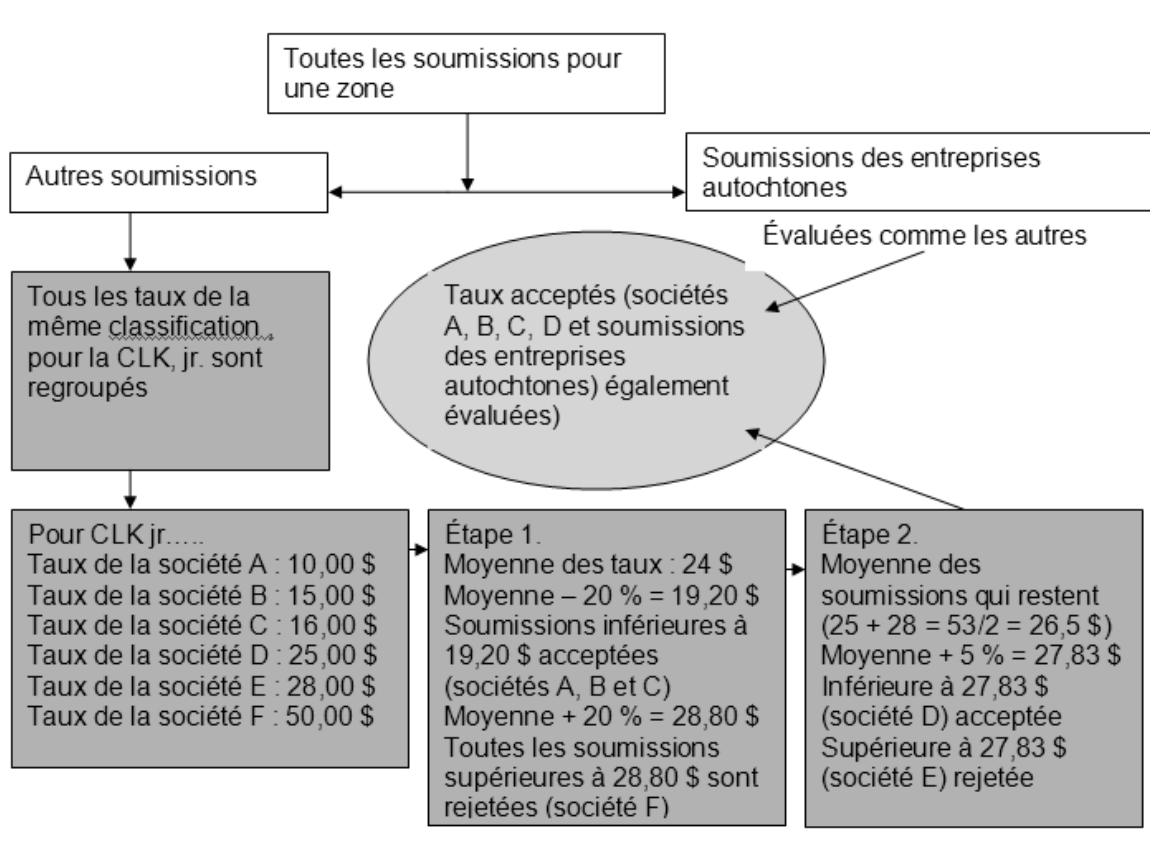 Toutes les soumissions pour
une zone
Autres soumissions
Soumissions des entreprises
autochtones
Évaluées comme les autres
Tous les taux de la
même classification
pour la CLK, jr. sont
regroupés
Taux acceptés (sociétés
A, B, C, D et soumissions
des entreprises
autochtones) également
évaluées)
Pour CLK jr.....
Taux de la société A : 10,00 $
Taux de la société B : 15,00 $
Taux de la société C : 16,00 $
Taux de la société D : 25,00 $
Taux de la société E : 28,00 $
Taux de la société F : 50,00 $
Étape 1.
Moyenne des taux : 24 $
Moyenne – 20 % = 19,20 $
Soumissions inférieures à
19,20 $ acceptées
(sociétés A, B et C)
Moyenne + 20 % = 28,80 $
Toutes les soumissions
supérieures à 28,80 $ sont
rejetées (société F)
Étape 2.
Moyenne des
soumissions qui restent
(25 + 28 = 53/2 = 26,5 $)
Moyenne + 5 % = 27,83 $
Inférieure à 27,83 $
(société D) acceptée
Supérieure à 27,83 $
(société E) rejetée